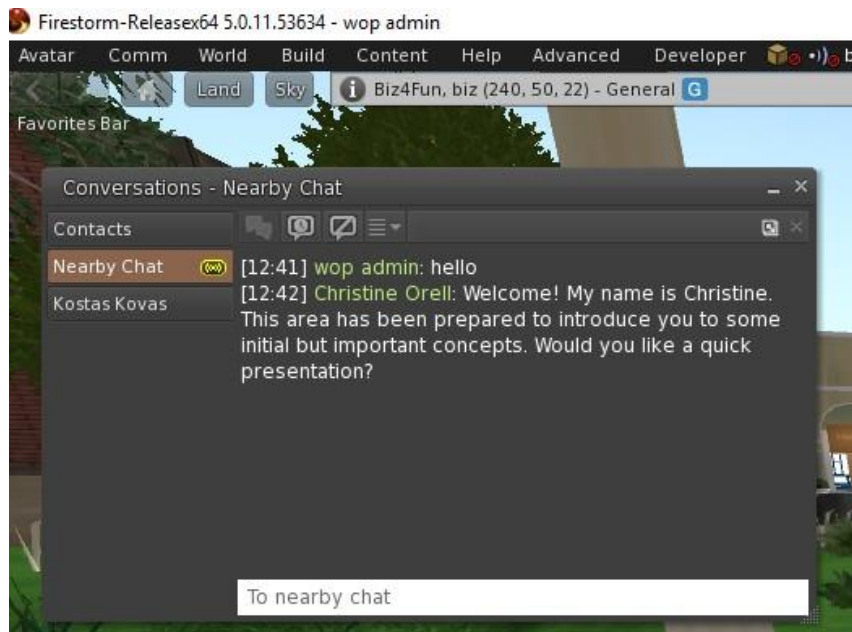 Firestorm-Releasex64 5.0.11.53634 - wop admin
Avatar Comm World Build Content Help Advanced Developer b
Land Sky Biz4Fun, biz (240, 50, 22) - General G
Favorites Bar
Conversations - Nearby Chat
Contacts
Nearby Chat
Kostas Kovas
[12:41] wop admin: hello
[12:42] Christine Orell: Welcome! My name is Christine.
This area has been prepared to introduce you to some
initial but important concepts. Would you like a quick
presentation?
To nearby chat